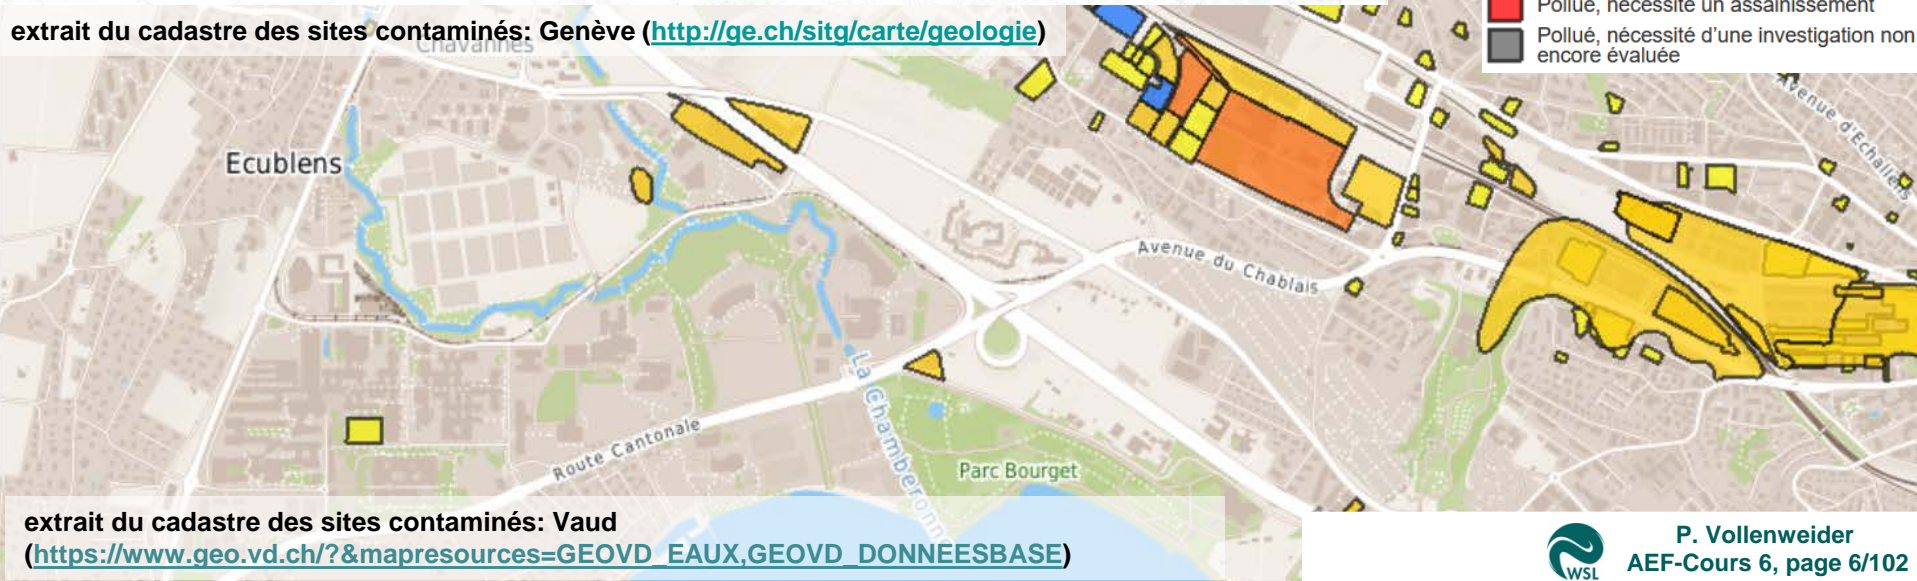 extrait du cadastre des sites contaminés: Genève (http://ge.ch/sitg/carte/geologie)
Pollué, nécessite un assainissement
Pollué, nécessité d'une investigation non
encore évaluée
Chavannes
Avenue d'Echallens
Ecublens
Avenue du Chablais
La Chamberonne
Route Cantonale
Parc Bourget
extrait du cadastre des sites contaminés: Vaud
(https://www.geo.vd.ch/?&mapresources=GEOVD_EAUX,GEOVD_DONNEESBASE)
WSL
P. Vollenweider
AEF-Cours 6, page 6/102